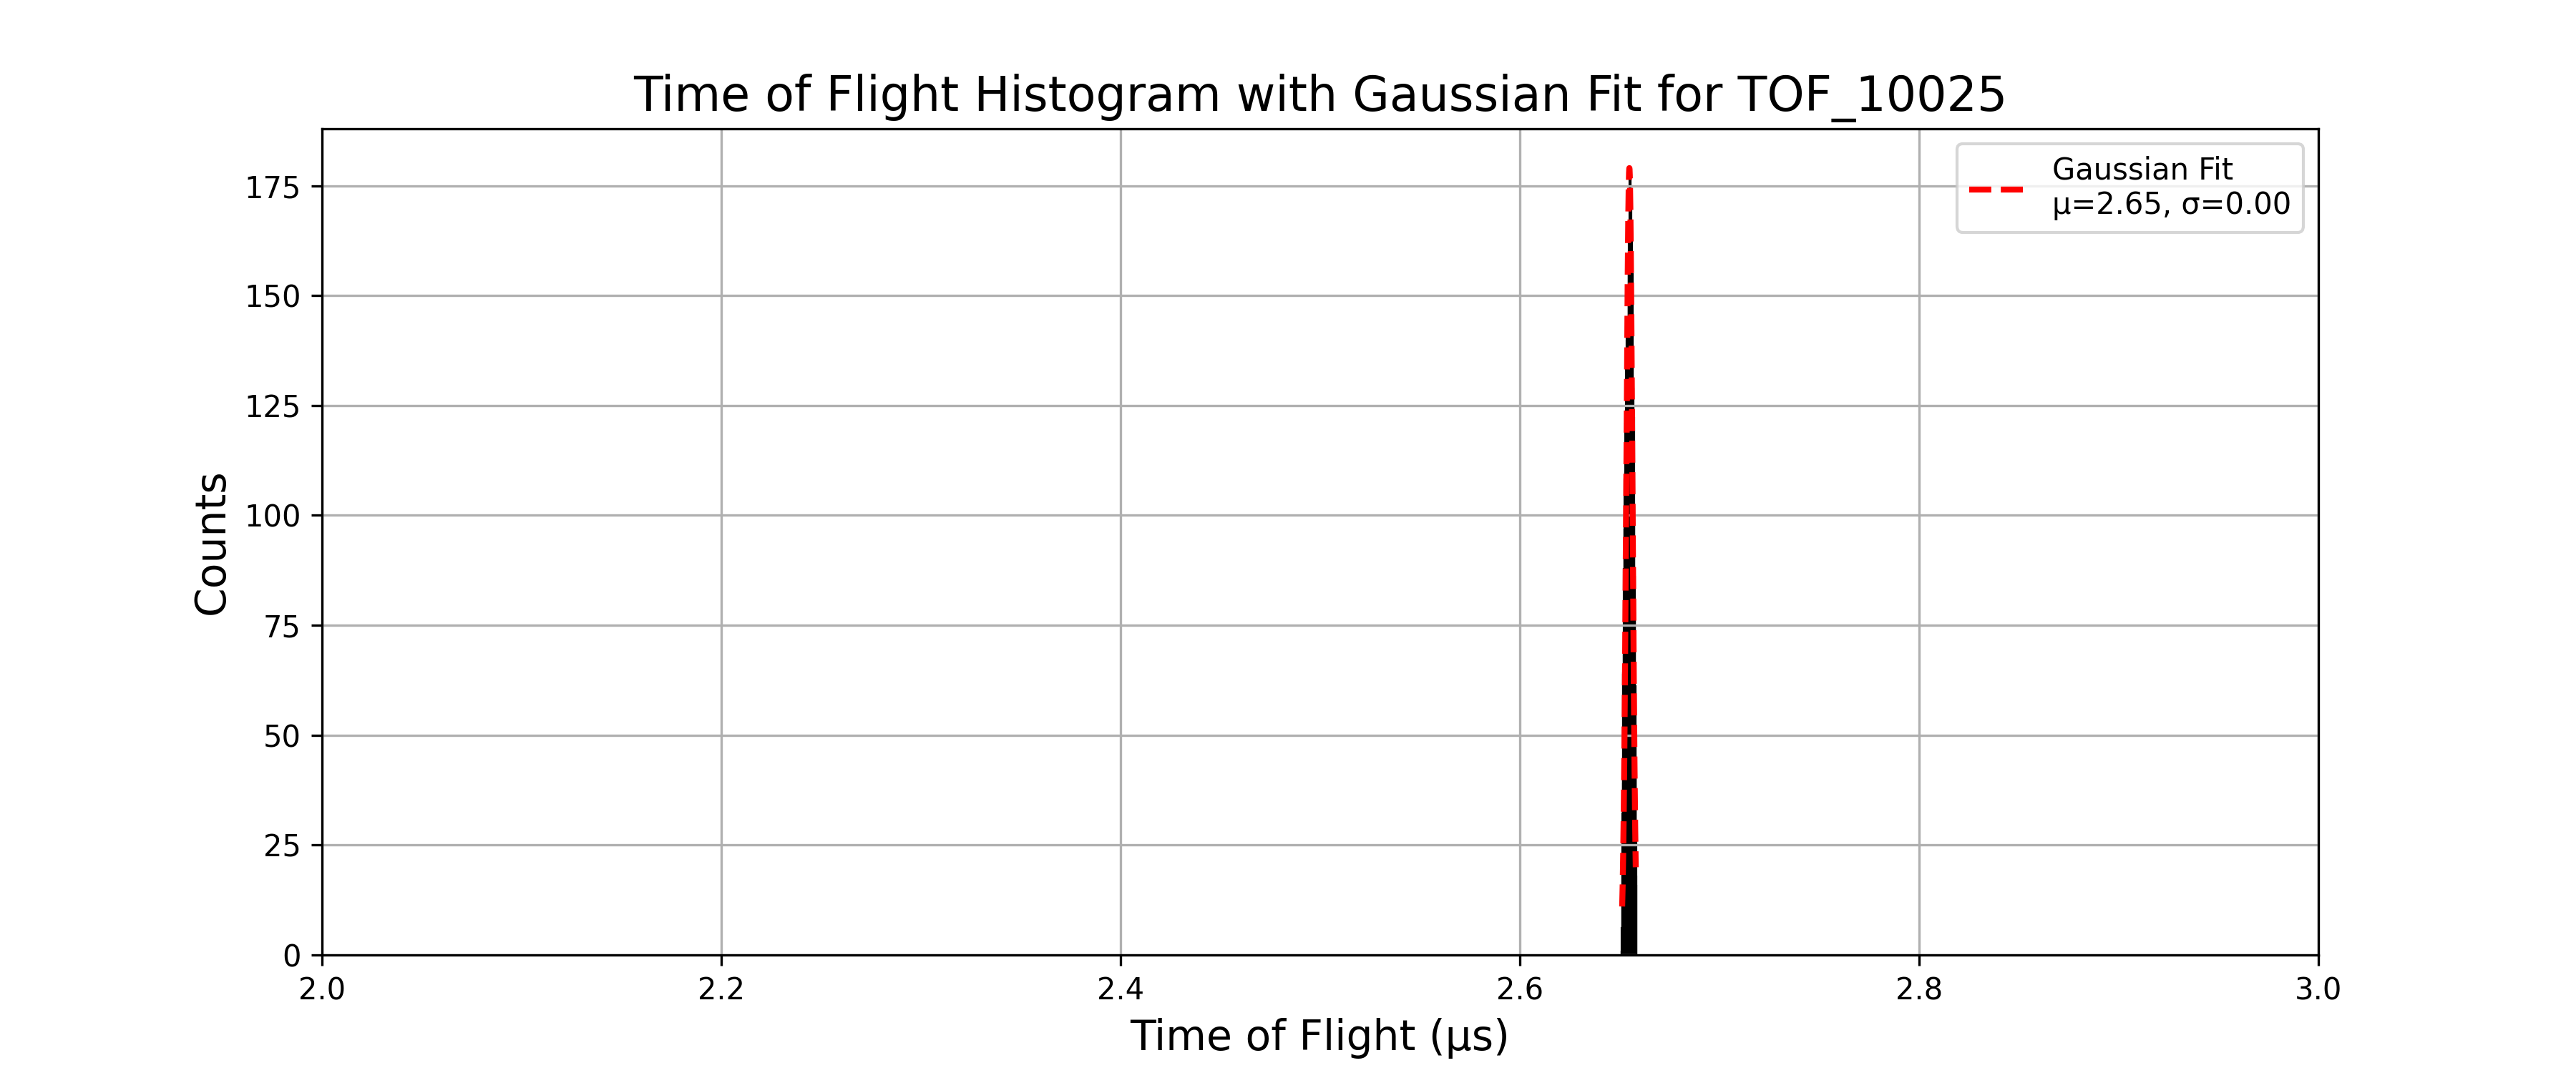 Time of Flight Histogram with Gaussian Fit for TOF_10025
Gaussian Fit
μ=2.65, σ=0.00
175
150
125
100
75
50
25
0
Counts
2.0 2.2 2.4 2.6 2.8 3.0
Time of Flight (μs)